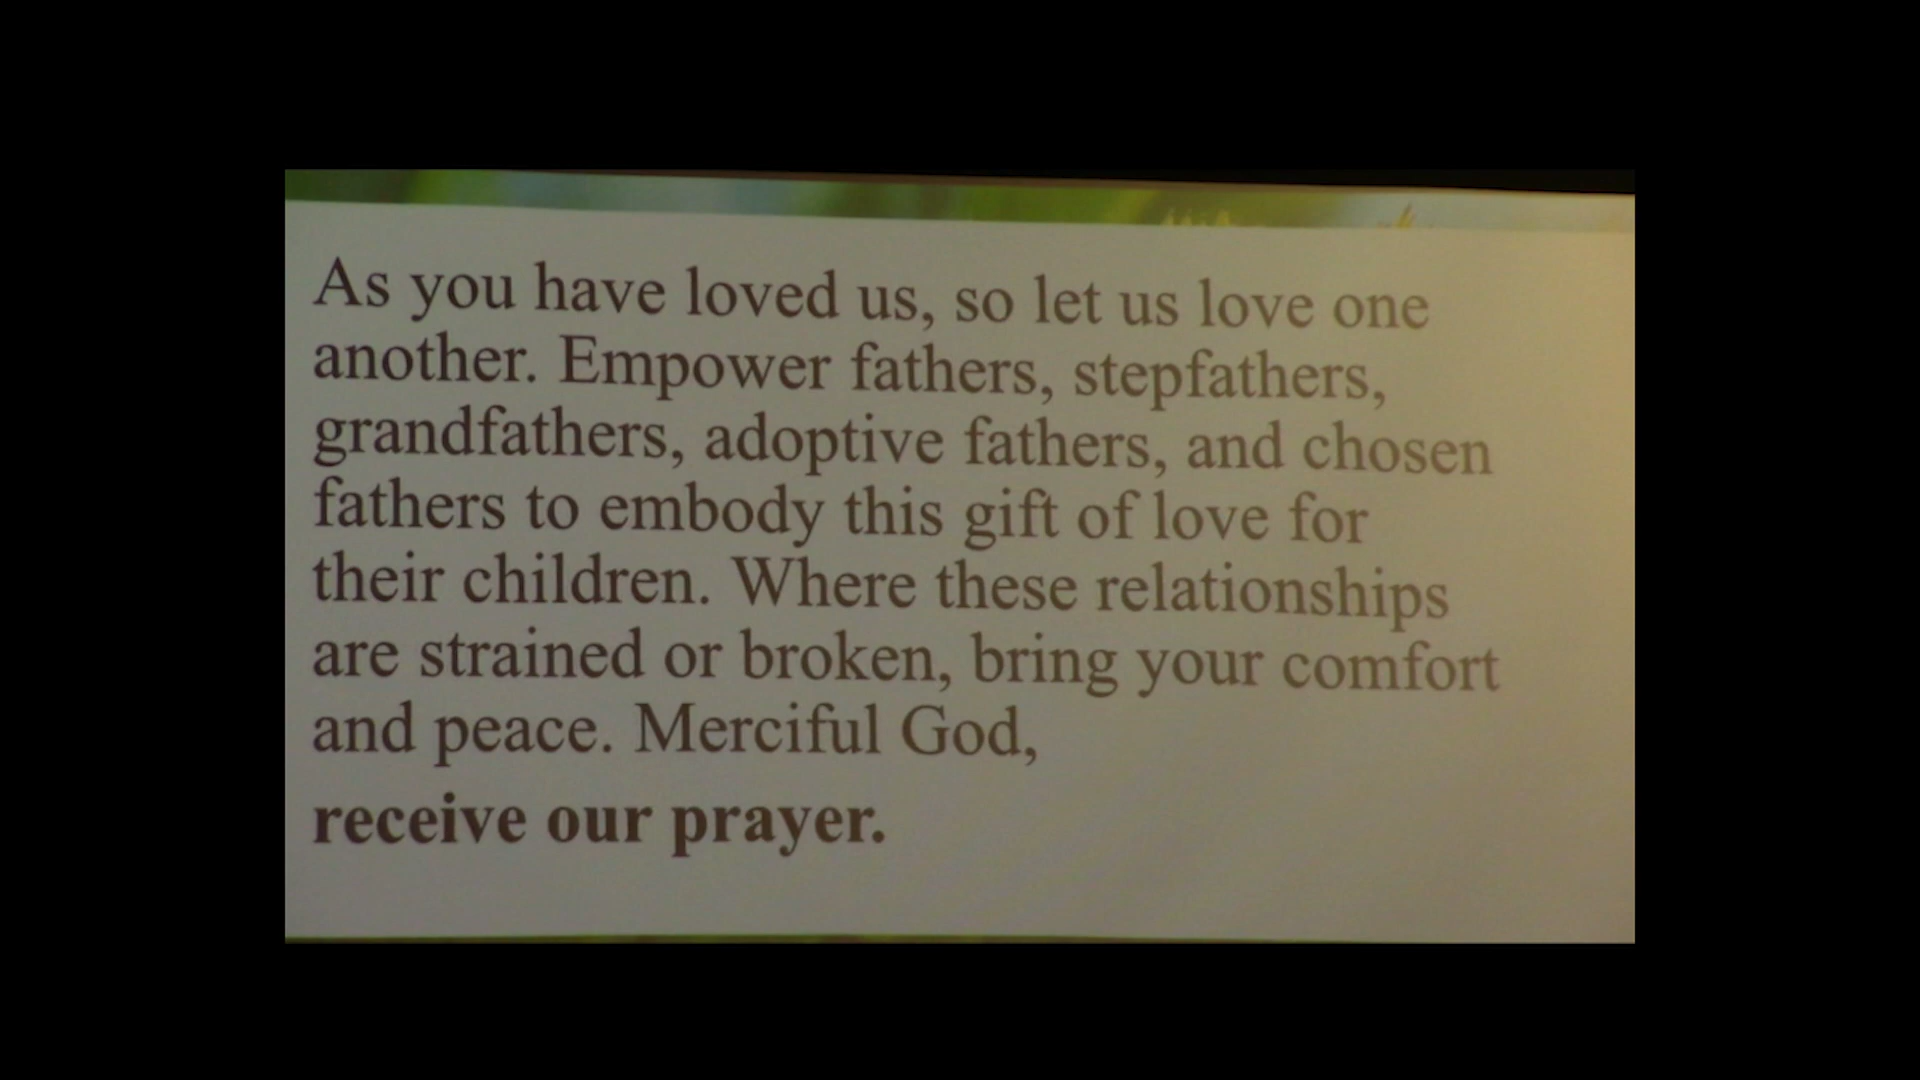 As you have loved us, so let us love one
another. Empower fathers, stepfathers,
grandfathers, adoptive fathers, and chosen
fathers to embody this gift of love for
their children. Where these relationships
are strained or broken, bring your comfort
and peace. Merciful God,
receive our prayer.